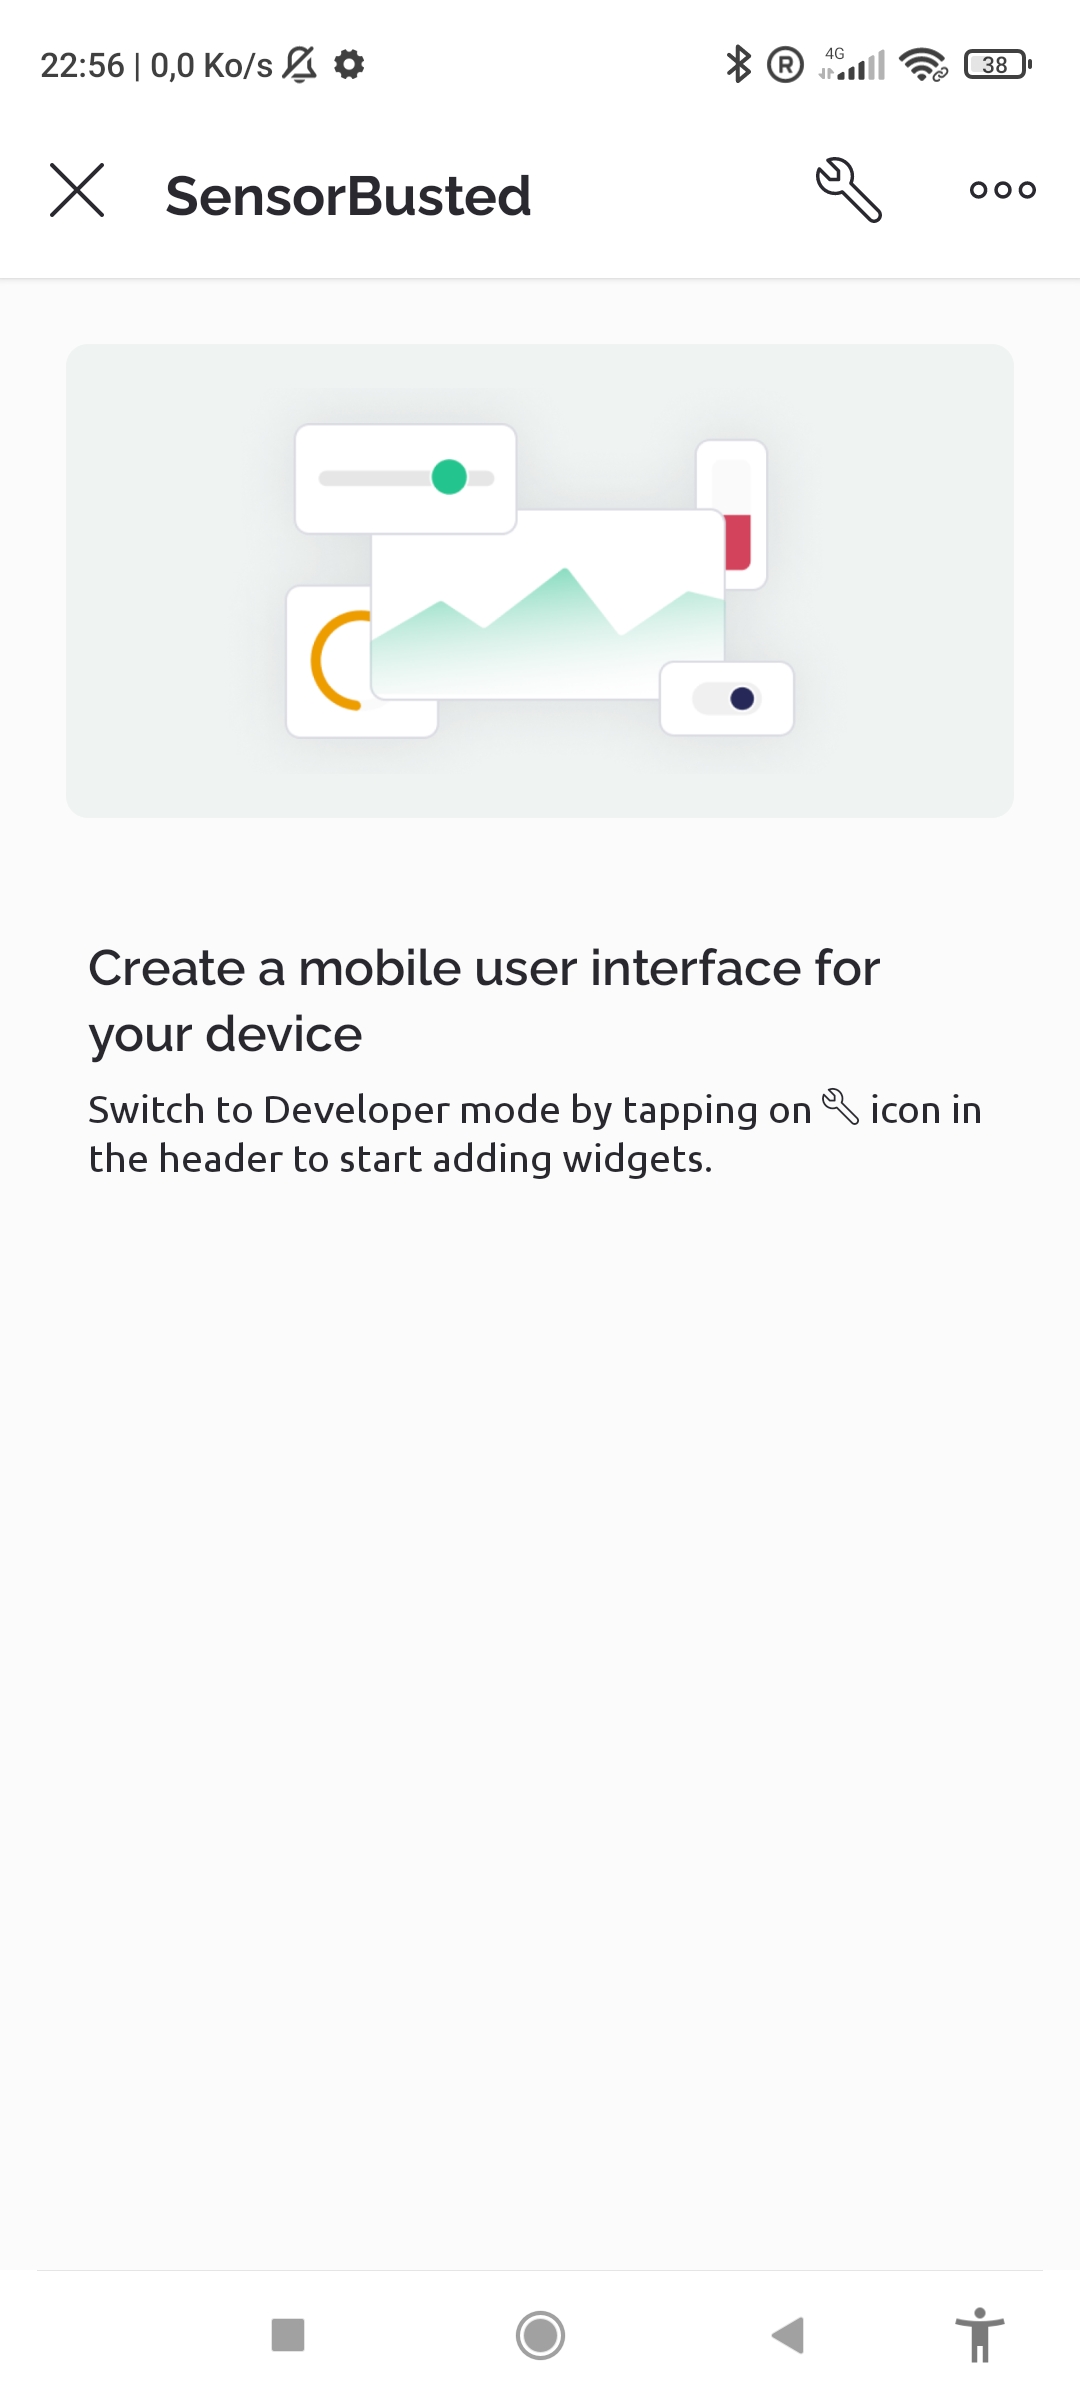 22:56 | 0,0 Ko/s
R
4G
38
SensorBusted
Create a mobile user interface for
your device
Switch to Developer mode by tapping on icon in
the header to start adding widgets.